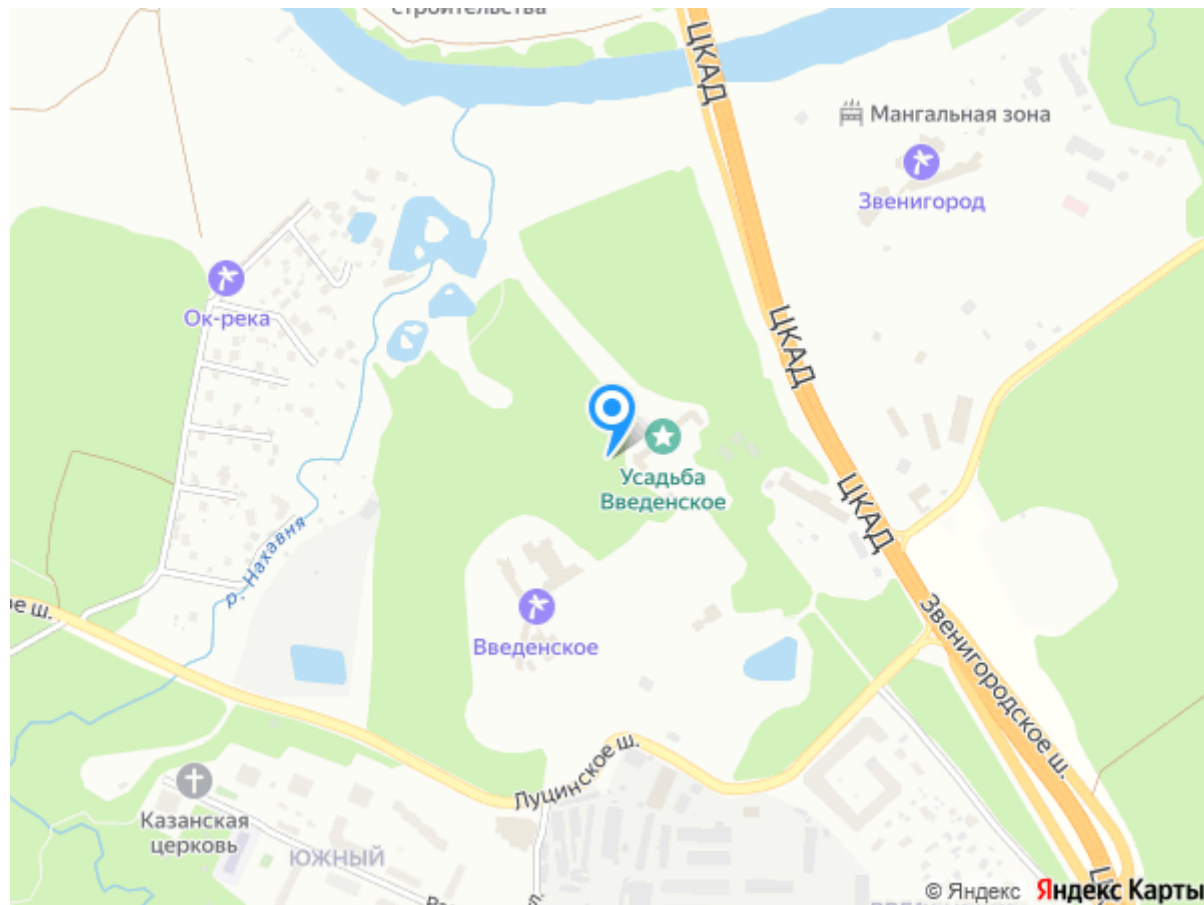 строительства
ЦКАД
Мангальная зона
Звенигород
Ок-река
ЦКАД
Усадьба
Введенское
ЦКАД
р. Нахавня
ое ш.
Введенское
Звенигородское ш.
Луцинское ш.
Казанская
церковь
ЮЖНЫЙ
© Яндекс Яндекс Карты